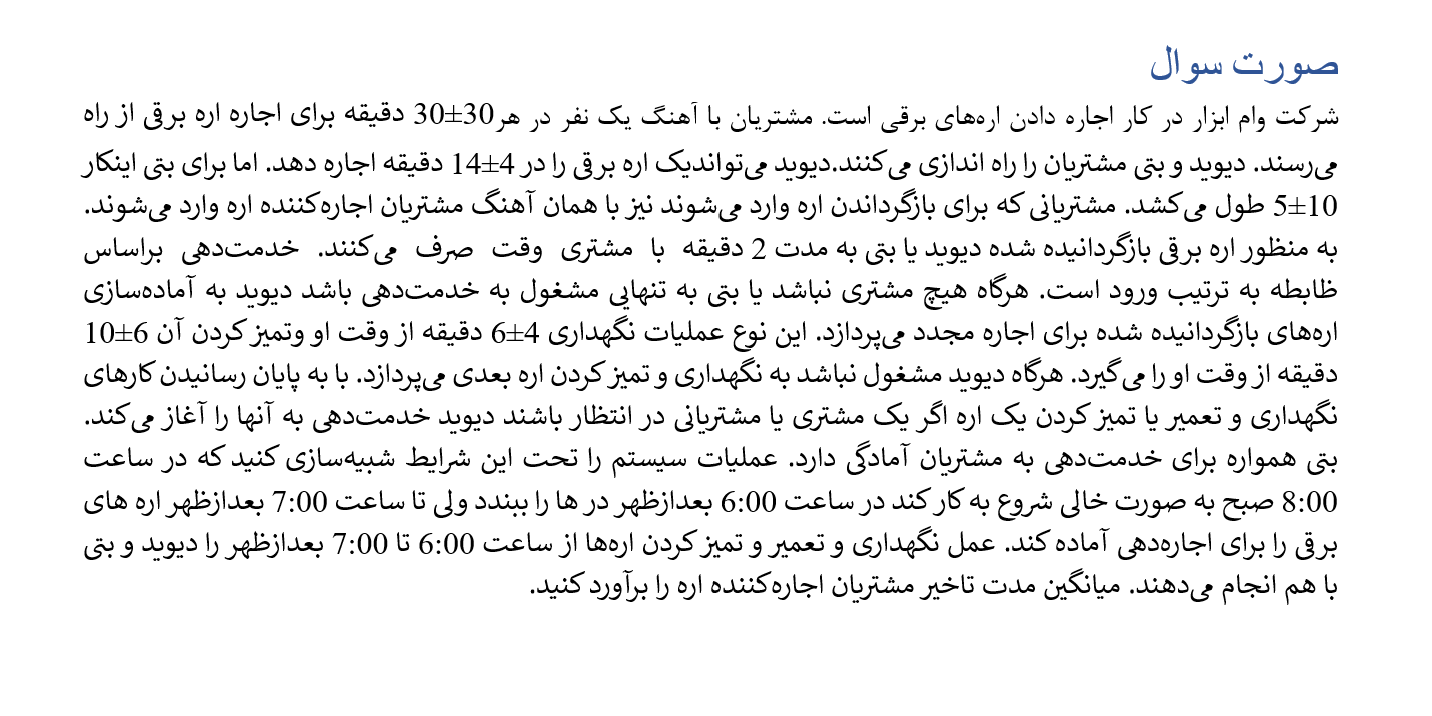 صورت سوال
شرکت وام ابزار در کار اجاره دادن اره‌های برقی است. مشتریان با آهنگ یک نفر در هر30±30 دقیقه برای اجاره اره برقی از راه
می‌رسند. دیوید و بتی مشتریان را راه اندازی می‌کنند.دیوید می‌تواندیک اره برقی را در 4±14 دقیقه اجاره دهد. اما برای بتی اینکار
10±5 طول می‌کشد. مشتریانی که برای بازگرداندن اره وارد می‌شوند نیز با همان آهنگ مشتریان اجاره‌کننده اره وارد می‌شوند.
به منظور اره برقی بازگردانیده شده دیوید یا بتی به مدت 2 دقیقه با مشتری وقت صرف می‌کنند. خدمت‌دهی براساس
ظابطه به ترتیب ورود است. هرگاه هیچ مشتری نباشد یا بتی به تنهایی مشغول به خدمت‌دهی باشد دیوید به آماده‌سازی
اره‌های بازگردانیده شده برای اجاره مجدد می‌پردازد. این نوع عملیات نگهداری 4±6 دقیقه از وقت او وتمیز کردن آن 6±10
دقیقه از وقت او را می‌گیرد. هرگاه دیوید مشغول نباشد به نگهداری و تمیز کردن اره بعدی می‌پردازد. با به پایان رسانیدن کارهای
نگهداری و تعمیر یا تمیز کردن یک اره اگر یک مشتری یا مشتریانی در انتظار باشند دیوید خدمت‌دهی به آنها را آغاز می‌کند.
بتی همواره برای خدمت‌دهی به مشتریان آمادگی دارد. عملیات سیستم را تحت این شرایط شبیه‌سازی کنید که در ساعت
8:00 صبح به صورت خالی شروع به کار کند در ساعت 6:00 بعدازظهر در ها را ببندد ولی تا ساعت 7:00 بعدازظهر اره های
برقی را برای اجاره‌دهی آماده کند. عمل نگهداری و تعمیر و تمیز کردن اره‌ها از ساعت 6:00 تا 7:00 بعدازظهر را دیوید و بتی
با هم انجام می‌دهند. میانگین مدت تاخیر مشتریان اجاره‌کننده اره را برآورد کنید.